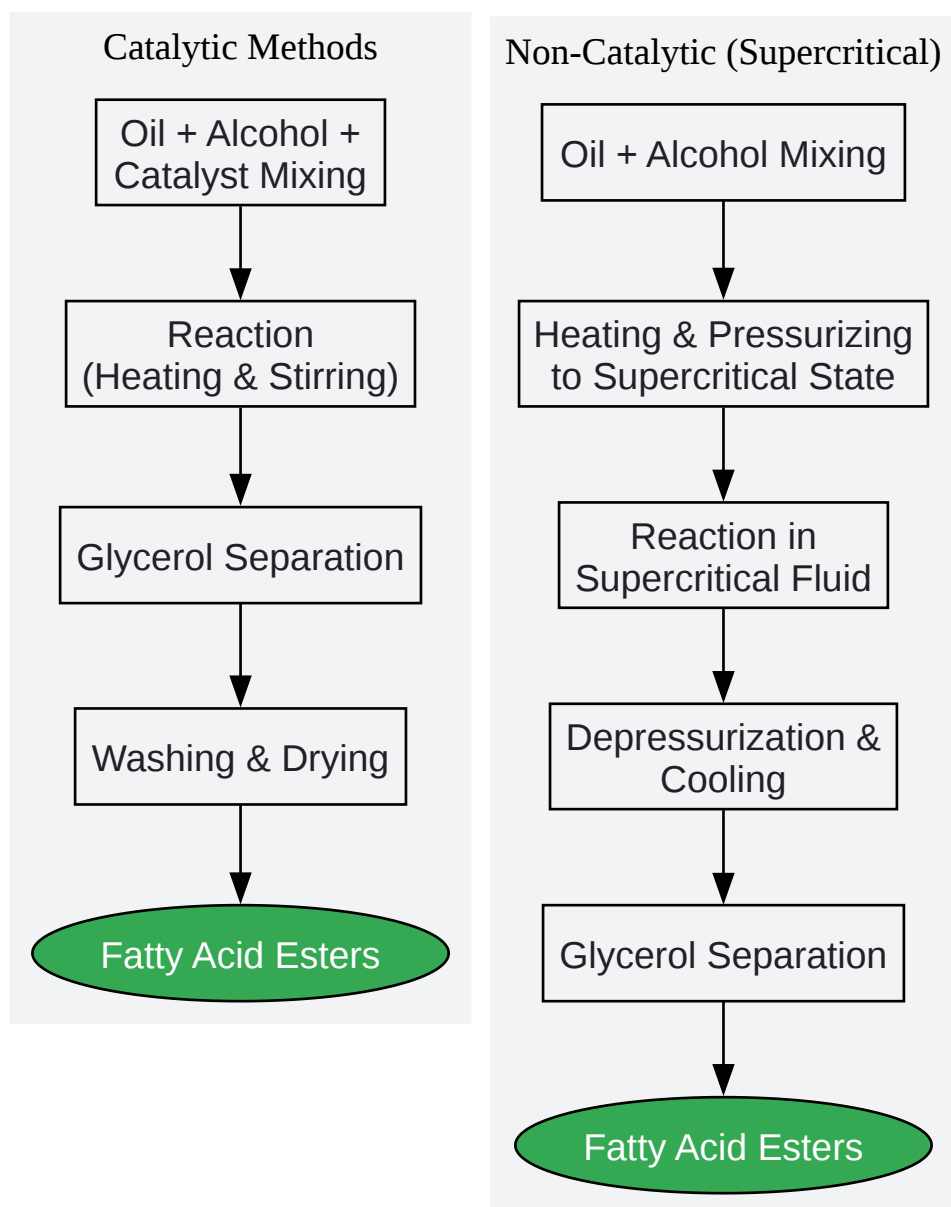 Catalytic Methods
Oil + Alcohol +
Catalyst Mixing
Reaction
(Heating & Stirring)
Glycerol Separation
Washing & Drying
Fatty Acid Esters
Non-Catalytic (Supercritical)
Oil + Alcohol Mixing
Heating & Pressurizing
to Supercritical State
Reaction in
Supercritical Fluid
Depressurization &
Cooling
Glycerol Separation
Fatty Acid Esters